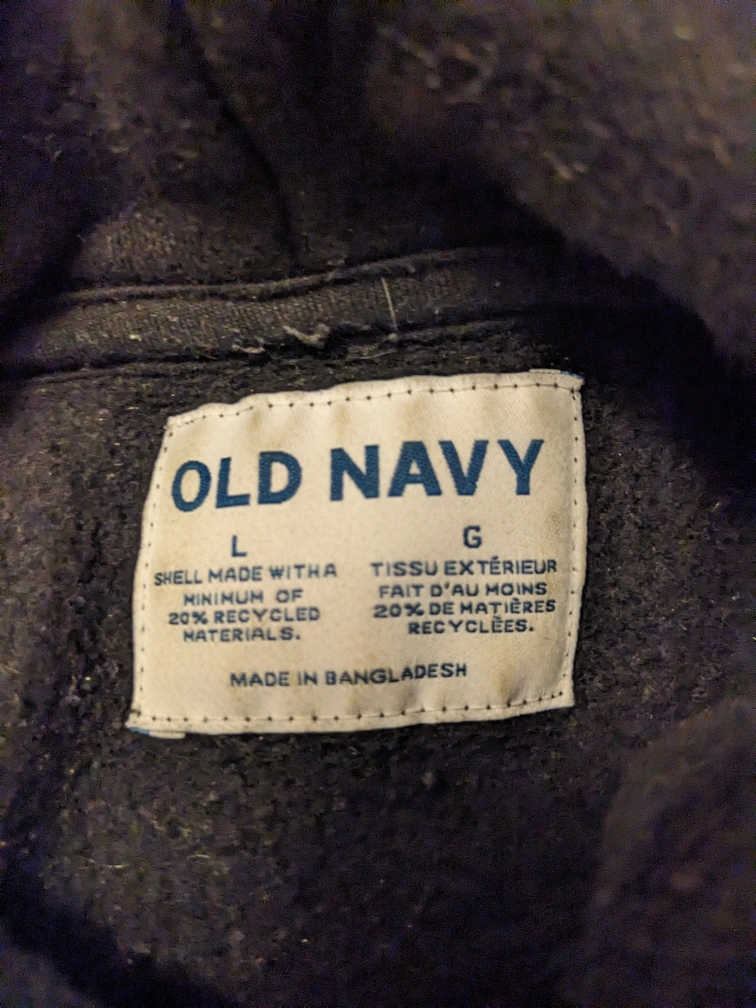 OLD NAVY
L
SHELL MADE WITH A
MINIMUM OF
20% RECYCLED
MATERIALS.
G
TISSU EXTÉRIEUR
FAIT D'AU MOINS
20% DE MATIÈRES
RECYCLÉES.
MADE IN BANGLADESH